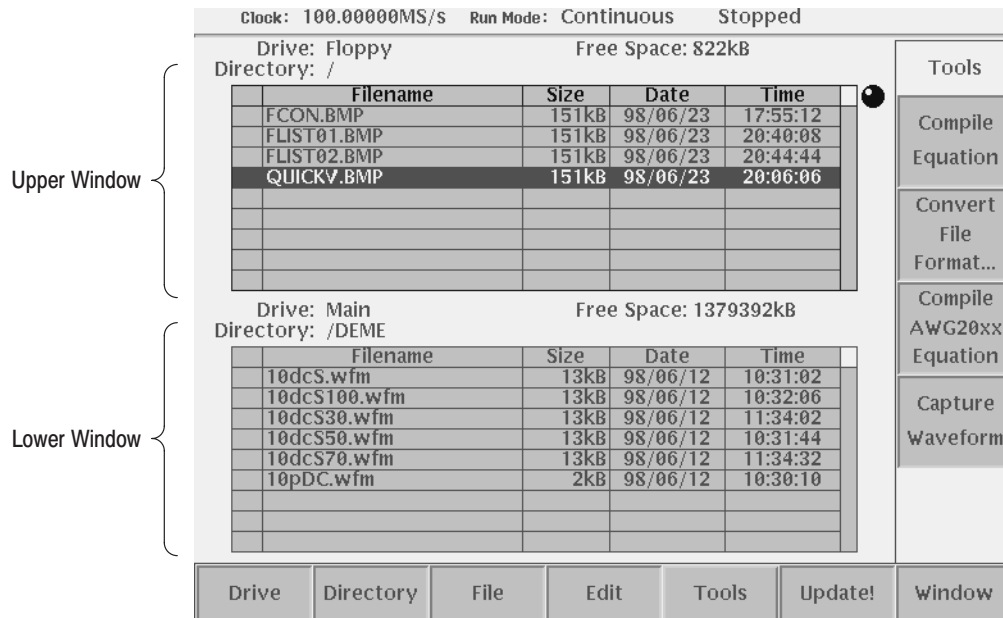 Clock: 100.00000MS/s Run Mode: Continuous Stopped
Drive: Floppy Free Space: 822kB
Directory: /
Filename Size Date Time
FCON.BMP 151kB 98/06/23 17:55:12
FLIST01.BMP 151kB 98/06/23 20:40:08
FLIST02.BMP 151kB 98/06/23 20:44:44
QUICKV.BMP 151kB 98/06/23 20:06:06
Upper Window
Drive: Main Free Space: 1379392kB
Directory: /DEME
Filename Size Date Time
10dcS.wfm 13kB 98/06/12 10:31:02
10dcS100.wfm 13kB 98/06/12 10:32:06
10dcS30.wfm 13kB 98/06/12 11:34:02
10dcS50.wfm 13kB 98/06/12 10:31:44
10dcS70.wfm 13kB 98/06/12 11:34:32
10pDC.wfm 2kB 98/06/12 10:30:10
Lower Window
Tools
Compile
Equation
Convert
File
Format...
Compile
AWG20xx
Equation
Capture
Waveform
Drive Directory File Edit Tools Update! Window